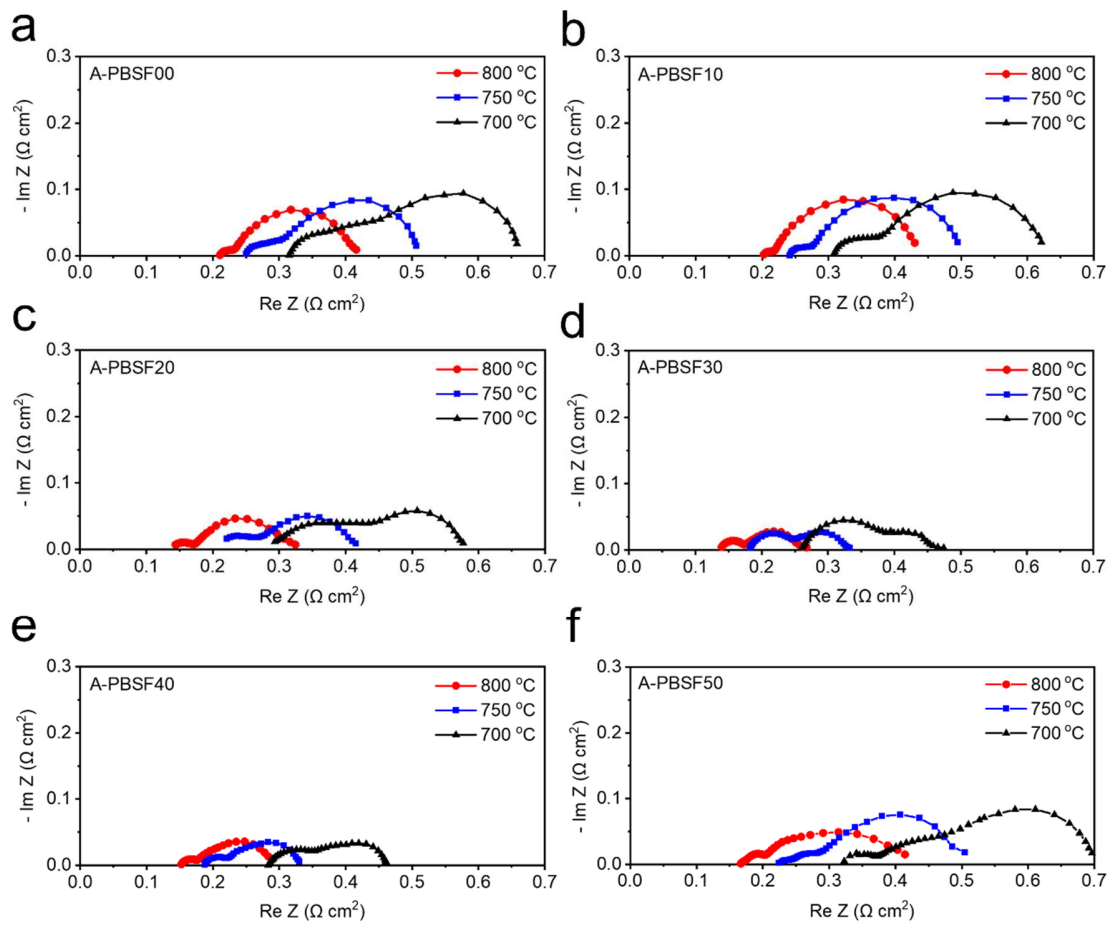 a
A-PBSF00
800 °C
750 °C
700 °C
0.3
0.2
0.1
0.0
0.0 0.1 0.2 0.3 0.4 0.5 0.6 0.7
- Im Z (Ω cm²)
Re Z (Ω cm²)
b
A-PBSF10
800 °C
750 °C
700 °C
0.3
0.2
0.1
0.0
0.0 0.1 0.2 0.3 0.4 0.5 0.6 0.7
- Im Z (Ω cm²)
Re Z (Ω cm²)
c
A-PBSF20
800 °C
750 °C
700 °C
0.3
0.2
0.1
0.0
0.0 0.1 0.2 0.3 0.4 0.5 0.6 0.7
- Im Z (Ω cm²)
Re Z (Ω cm²)
d
A-PBSF30
800 °C
750 °C
700 °C
0.3
0.2
0.1
0.0
0.0 0.1 0.2 0.3 0.4 0.5 0.6 0.7
- Im Z (Ω cm²)
Re Z (Ω cm²)
e
A-PBSF40
800 °C
750 °C
700 °C
0.3
0.2
0.1
0.0
0.0 0.1 0.2 0.3 0.4 0.5 0.6 0.7
- Im Z (Ω cm²)
Re Z (Ω cm²)
f
A-PBSF50
800 °C
750 °C
700 °C
0.3
0.2
0.1
0.0
0.0 0.1 0.2 0.3 0.4 0.5 0.6 0.7
- Im Z (Ω cm²)
Re Z (Ω cm²)